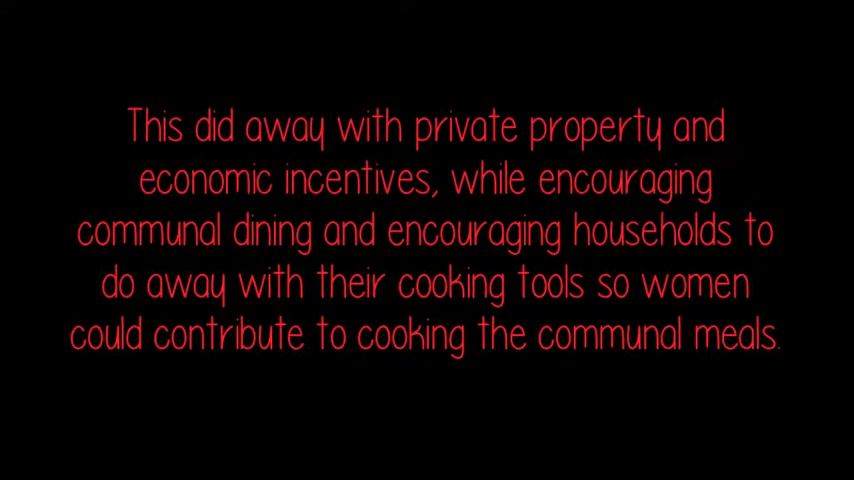 This did away with private property and
economic incentives, while encouraging
communal dining and encouraging households to
do away with their cooking tools so women
could contribute to cooking the communal meals.